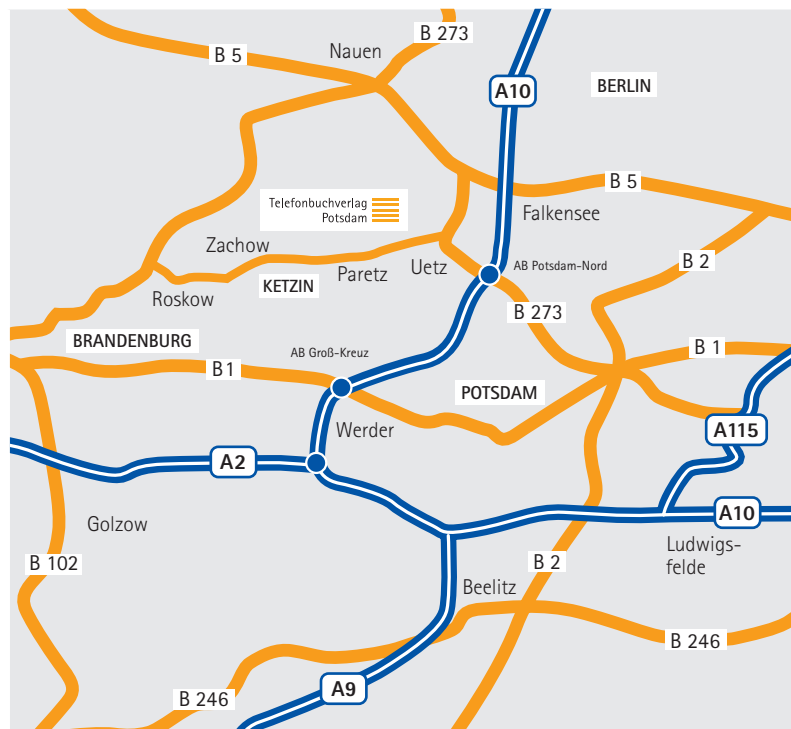 B 273
Nauen
B 5
A10
BERLIN
B 5
Telefonbuchverlag
Potsdam
Falkensee
Zachow
B 2
Uetz
AB Potsdam-Nord
Paretz
KETZIN
Roskow
B 273
BRANDENBURG
B 1
AB Groß-Kreuz
B1
POTSDAM
Werder
A115
A2
A10
Golzow
Ludwigs-
felde
B 102
B 2
Beelitz
B 246
A9
B 246